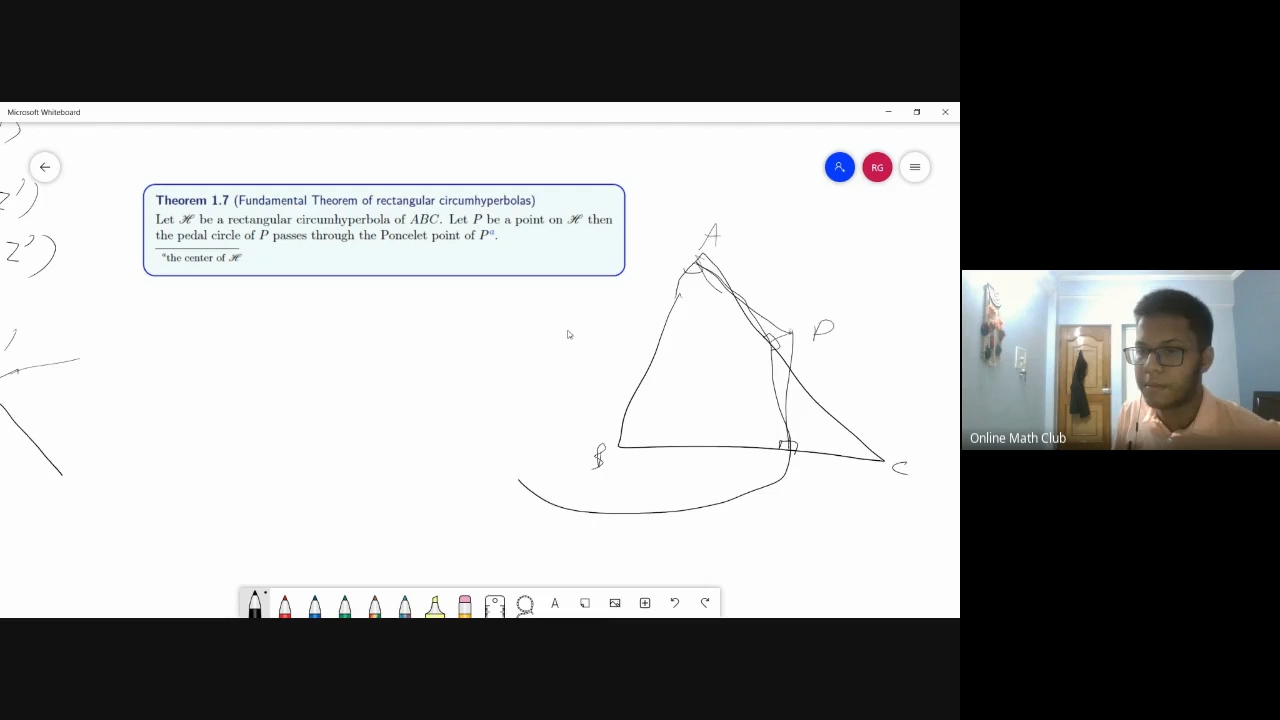 Microsoft Whiteboard
RG
Theorem 1.7 (Fundamental Theorem of rectangular circumhyperbolas)
Let ℋ be a rectangular circumhyperbola of ABC. Let P be a point on ℋ then
the pedal circle of P passes through the Poncelet point of Pᵃ.
ᵃthe center of ℋ
z')
z')
A
P
B
C
A
Online Math Club